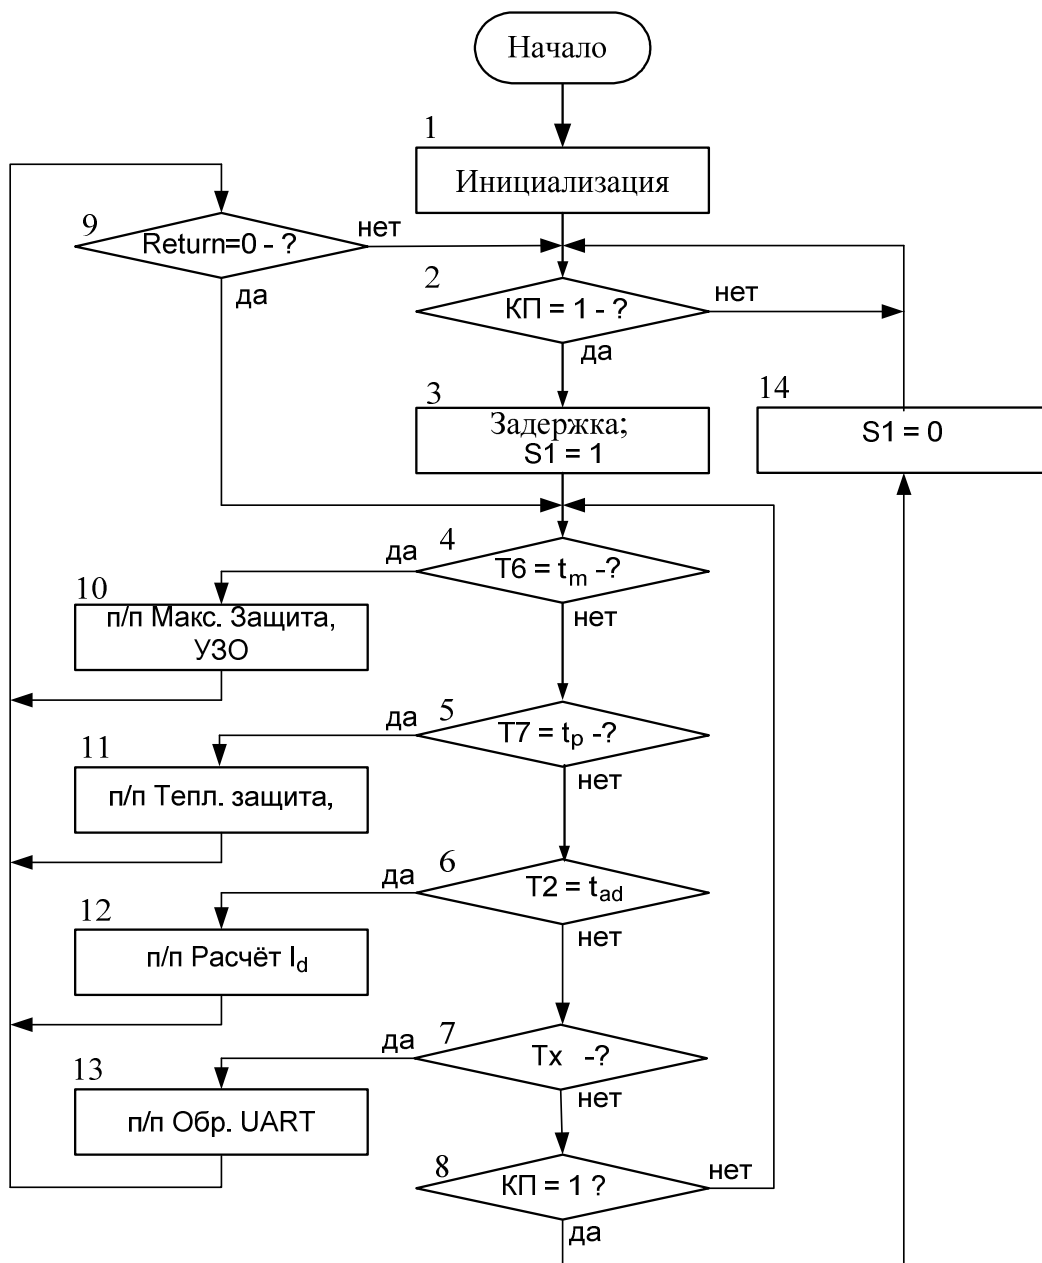 Начало
1
Инициализация
9
Return=0 - ?
нет
да
2
КП = 1 - ?
нет
да
3
Задержка;
S1 = 1
14
S1 = 0
4
да
T6 = tm -?
нет
10
п/п Макс. Защита,
УЗО
5
да
T7 = tp -?
нет
11
п/п Тепл. защита,
6
да
T2 = tad
нет
12
п/п Расчёт Id
7
да
Tx -?
нет
13
п/п Обр. UART
8
КП = 1 ?
нет
да